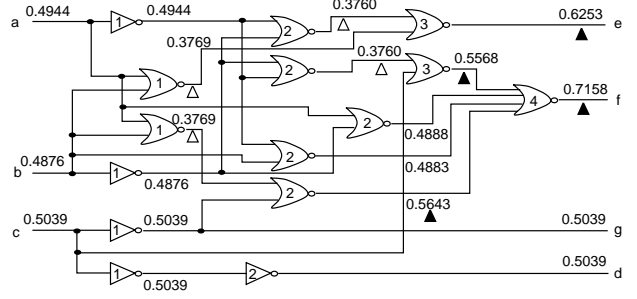 0.4944 0.4944 0.3760 0.6253
a 1 2 3 e
0.3769 0.3760 0.5568
1 2 3 0.7158
0.3769 4 f
1 2 0.4888
0.4876 2 0.4883
b 1 0.4876 2
0.5643
0.5039 0.5039 0.5039
c 1 g
0.5039
1 2 d
0.5039